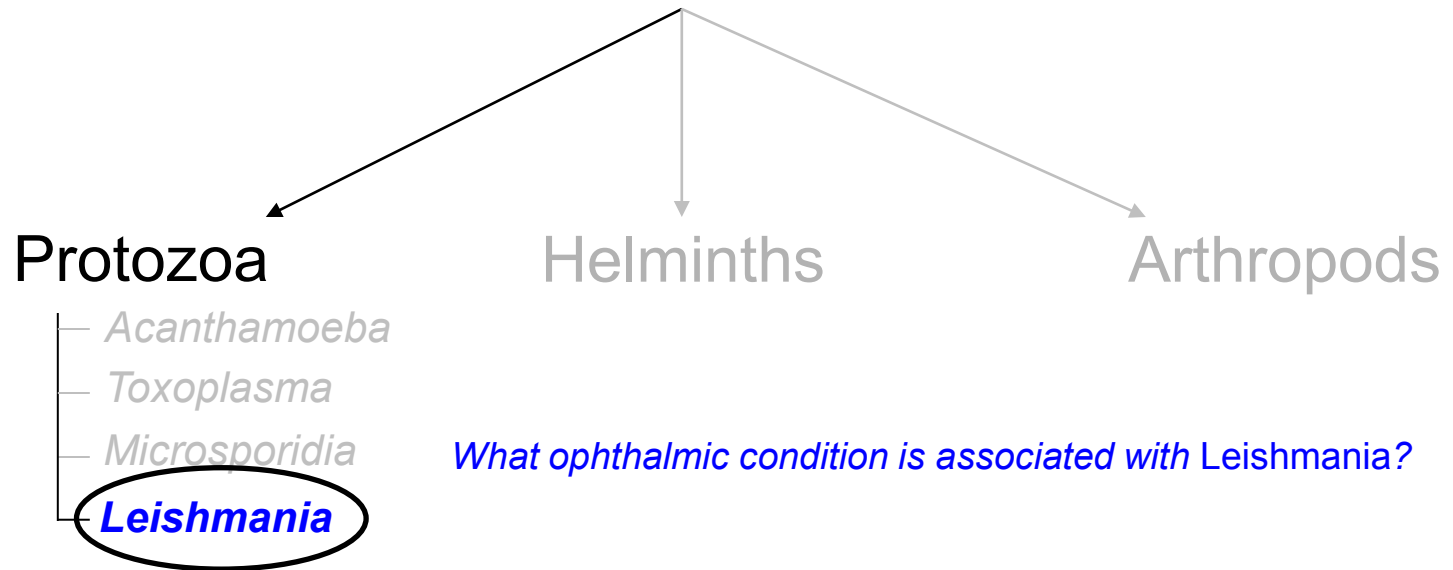 Protozoa
Helminths
Arthropods
Acanthamoeba
Toxoplasma
Microsporidia
What ophthalmic condition is associated with Leishmania?
Leishmania